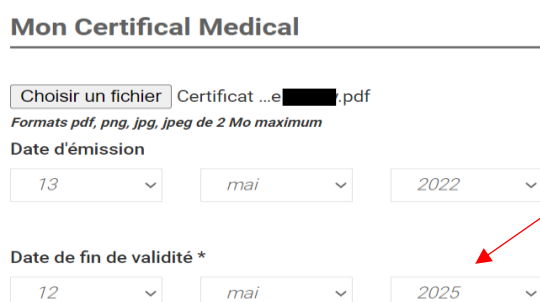 Mon Certifical Medical
Choisir un fichier Certificat ...e .pdf
Formats pdf, png, jpg, jpeg de 2 Mo maximum
Date d'émission
13 mai 2022
Date de fin de validité *
12 mai 2025